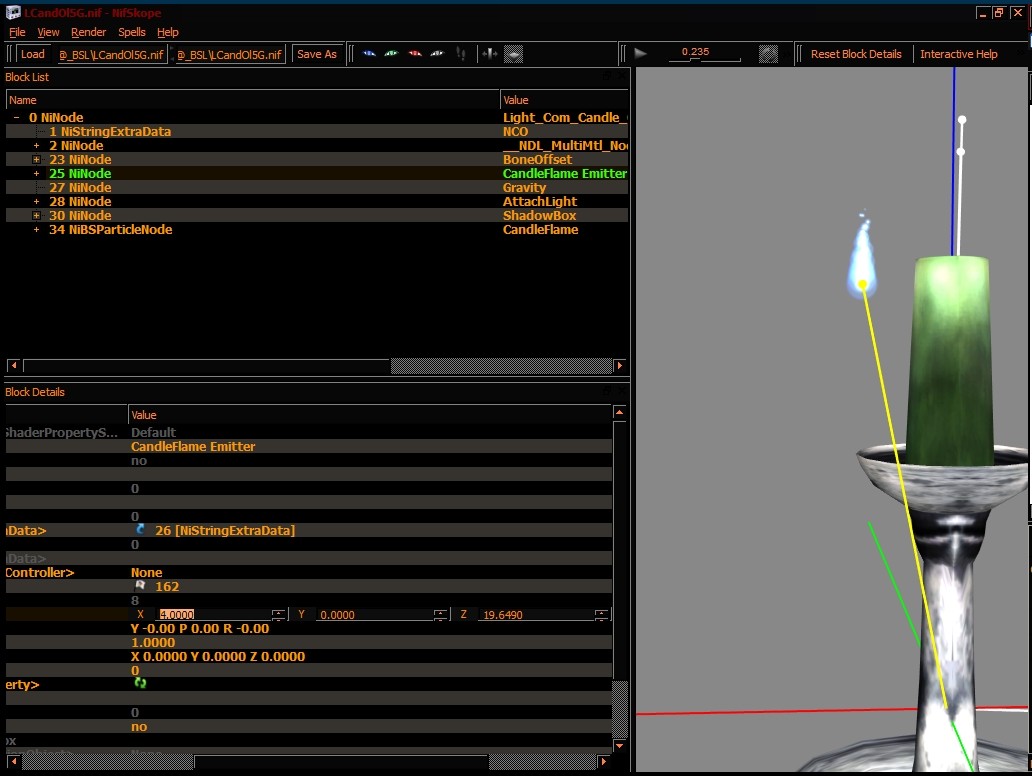 LCandOl5G.nif - NifSkope
File View Render Spells Help
Load @_BSL\LCandOl5G.nif @_BSL\LCandOl5G.nif Save As 0.235 Reset Block Details Interactive Help
Block List
Name Value
- 0 NiNode Light_Com_Candle_
1 NiStringExtraData NCO
+ 2 NiNode __NDL_MultiMtl_No
+ 23 NiNode BoneOffset
+ 25 NiNode CandleFlame Emitter
27 NiNode Gravity
+ 28 NiNode AttachLight
+ 30 NiNode ShadowBox
+ 34 NiBSParticleNode CandleFlame
Block Details
Value
ShaderPropertyS... Default
CandleFlame Emitter
no
0
0
aData> 26 [NiStringExtraData]
0
aData>
Controller> None
162
8
X 4.0000 Y 0.0000 Z 19.6490
Y -0.00 P 0.00 R -0.00
1.0000
X 0.0000 Y 0.0000 Z 0.0000
0
erty>
0
no
ox
None